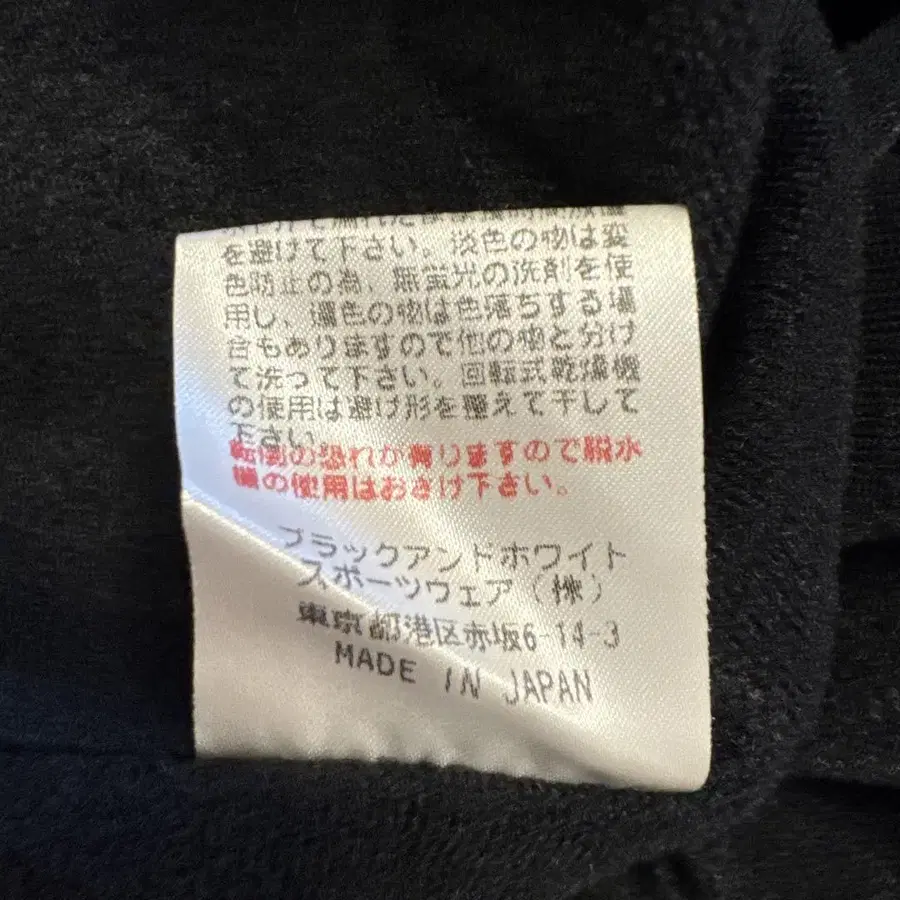 を避けて下さい。淡色の物は変
色防止の為、無蛍光の洗剤を使
用し、濃色の物は色落ちする場
合もありますので他の物と分け
て洗って下さい。回転式乾燥機
の使用は避け形を整えて干して
下さい。
転倒の恐れが有りますので脱水
機の使用はおさけ下さい。
ブラックアンドホワイト
スポーツウェア(株)
東京都港区赤坂6-14-3
MADE IN JAPAN